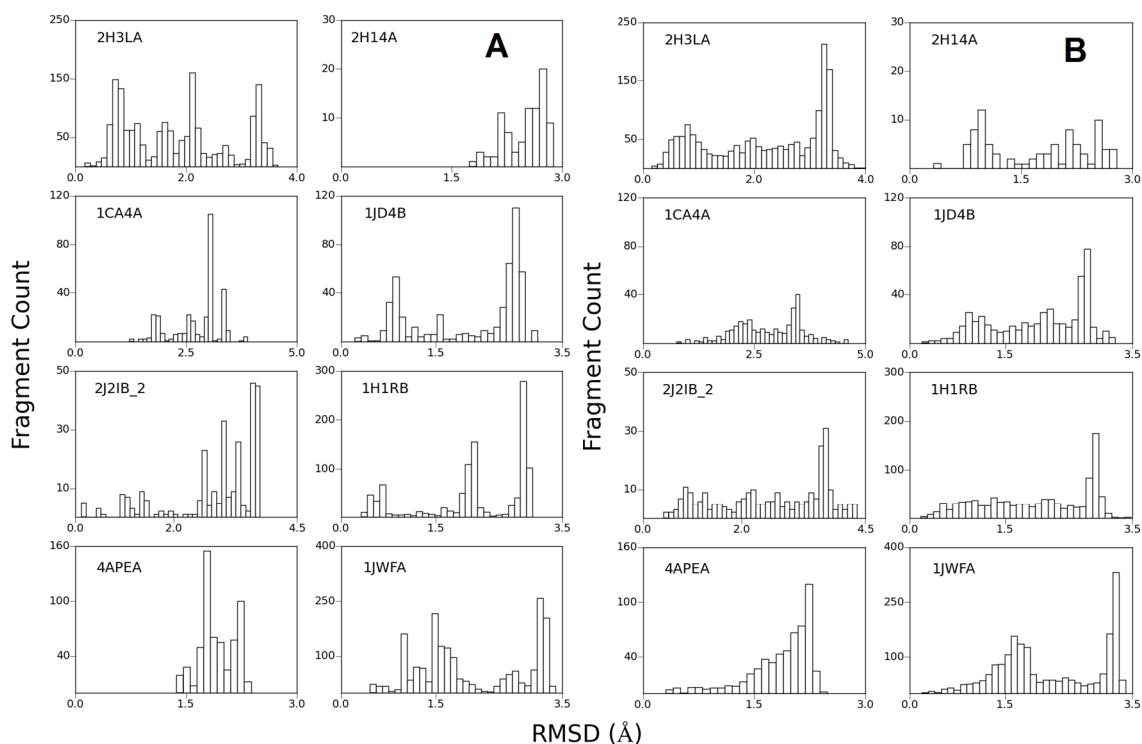 A
B
2H3LA
250
150
50
0.0 2.0 4.0
2H14A
30
20
10
0.0 1.5 3.0
2H3LA
250
150
50
0.0 2.0 4.0
2H14A
30
20
10
0.0 1.5 3.0
1CA4A
120
80
40
0.0 2.5 5.0
1JD4B
120
80
40
0.0 1.5 3.5
1CA4A
120
80
40
0.0 2.5 5.0
1JD4B
120
80
40
0.0 1.5 3.5
Fragment Count
Fragment Count
2J2IB_2
50
30
10
0.0 2.0 4.5
1H1RB
300
200
100
0.0 1.5 3.5
2J2IB_2
50
30
10
0.0 2.0 4.5
1H1RB
300
200
100
0.0 1.5 3.5
4APEA
160
100
40
0.0 1.5 3.0
1JWFA
400
250
100
0.0 1.5 3.5
4APEA
160
100
40
0.0 1.5 3.0
1JWFA
400
250
100
0.0 1.5 3.5
RMSD (Å)